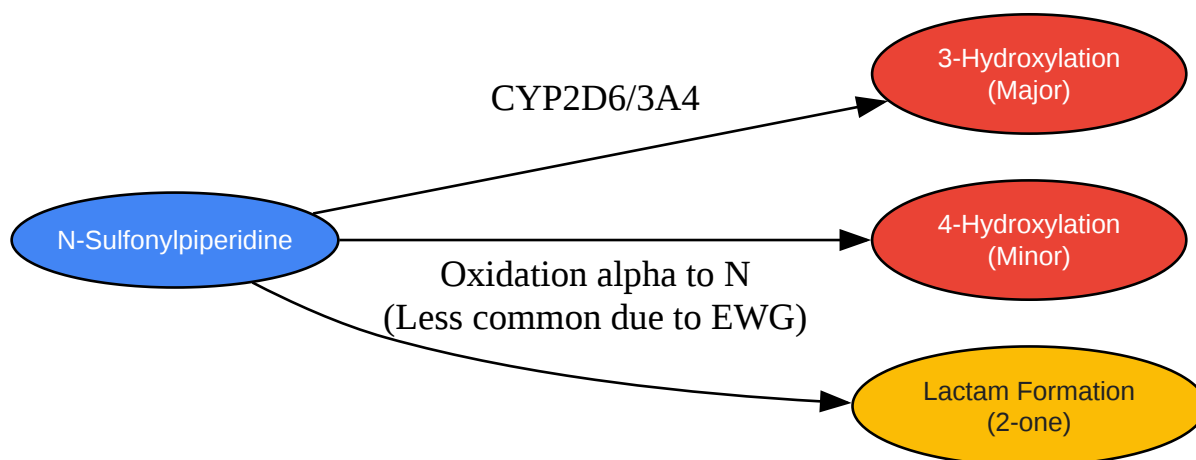 3-Hydroxylation
(Major)
CYP2D6/3A4
N-Sulfonylpiperidine
4-Hydroxylation
(Minor)
Oxidation alpha to N
(Less common due to EWG)
Lactam Formation
(2-one)